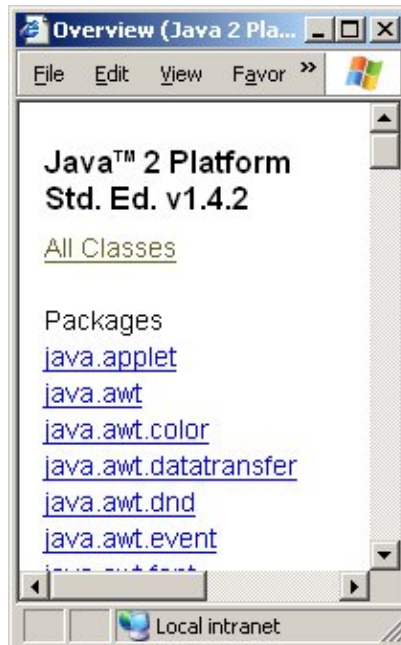 Overview (Java 2 Pla...
File Edit View Favor »
Java™ 2 Platform
Std. Ed. v1.4.2
All Classes
Packages
java.applet
java.awt
java.awt.color
java.awt.datatransfer
java.awt.dnd
java.awt.event
Local intranet